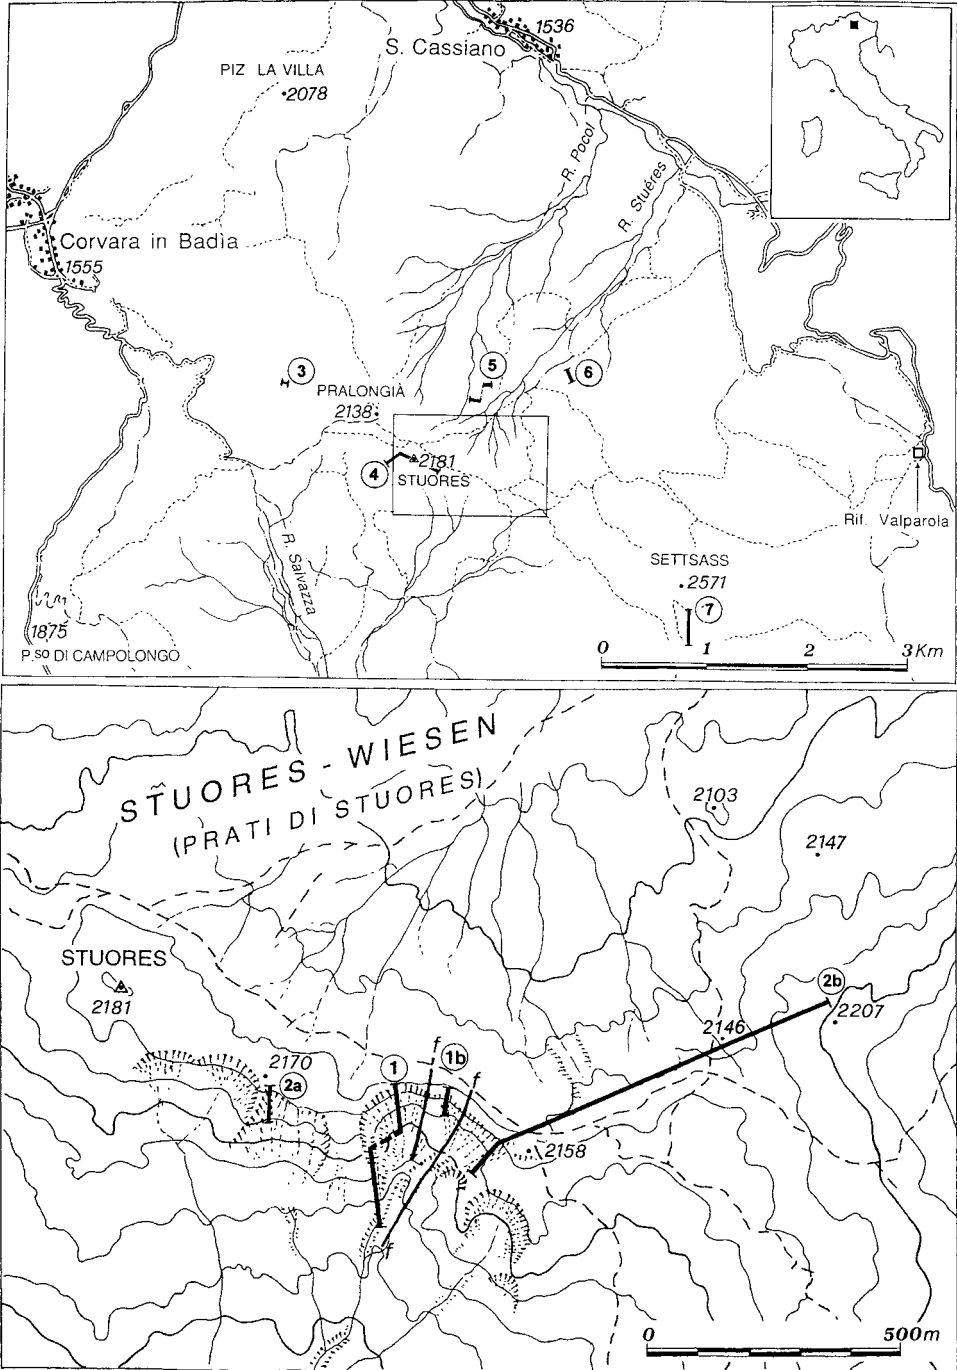 1536
S. Cassiano
PIZ LA VILLA
2078
R. Pocol
R. Stuéres
Corvara in Badìa
1555
3
5
6
PRALONGIÀ
2138
4
2181
STUORES
Rif. Valparola
R. Salvazza
SETTSASS
2571
7
1875
P.SO DI CAMPOLONGO
0 1 2 3 Km
STUORES - WIESEN
(PRATI DI STUORES)
2103
2147
STUORES
2181
2b
2207
2146
2170
2a
1
f
1b
f
2158
f
0 500m